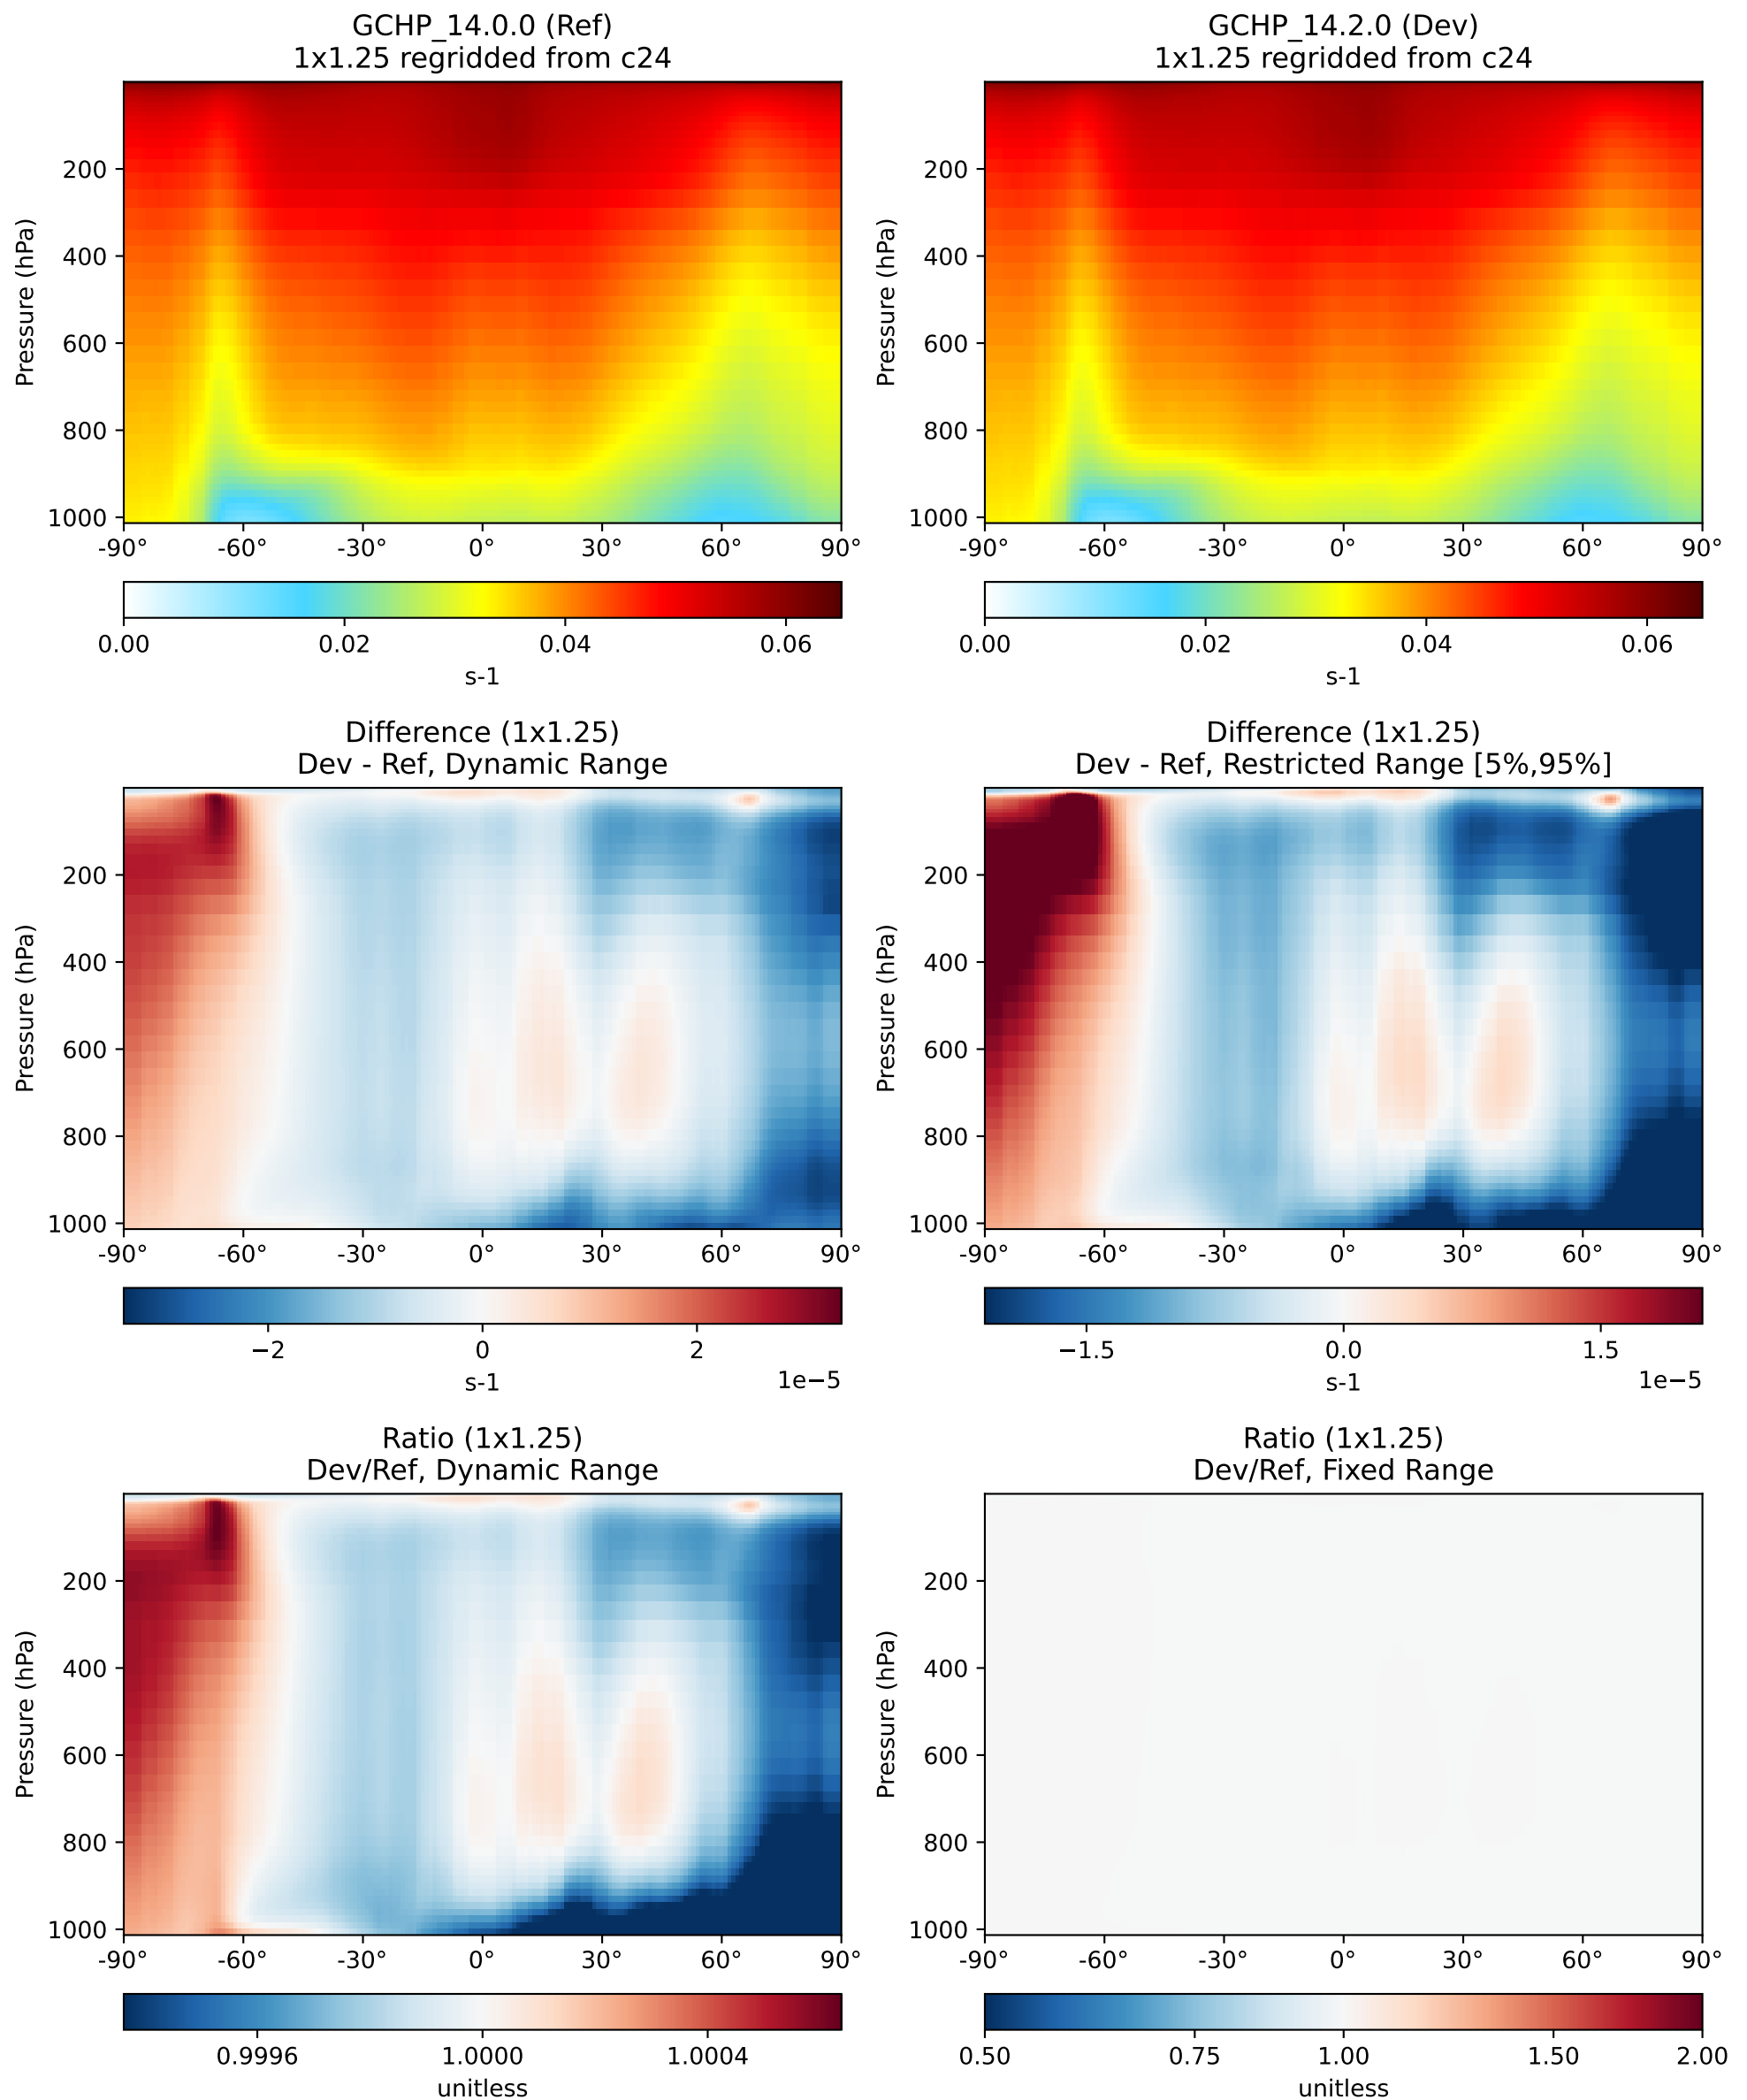 GCHP_14.0.0 (Ref)
1x1.25 regridded from c24
GCHP_14.2.0 (Dev)
1x1.25 regridded from c24
Pressure (hPa)
200
400
600
800
1000
-90° -60° -30° 0° 30° 60° 90°
0.00 0.02 0.04 0.06
s-1
Pressure (hPa)
200
400
600
800
1000
-90° -60° -30° 0° 30° 60° 90°
0.00 0.02 0.04 0.06
s-1
Difference (1x1.25)
Dev - Ref, Dynamic Range
Difference (1x1.25)
Dev - Ref, Restricted Range [5%,95%]
Pressure (hPa)
200
400
600
800
1000
-90° -60° -30° 0° 30° 60° 90°
−2 0 2
1e−5
s-1
Pressure (hPa)
200
400
600
800
1000
-90° -60° -30° 0° 30° 60° 90°
−1.5 0.0 1.5
1e−5
s-1
Ratio (1x1.25)
Dev/Ref, Dynamic Range
Ratio (1x1.25)
Dev/Ref, Fixed Range
Pressure (hPa)
200
400
600
800
1000
-90° -60° -30° 0° 30° 60° 90°
0.9996 1.0000 1.0004
unitless
Pressure (hPa)
200
400
600
800
1000
-90° -60° -30° 0° 30° 60° 90°
0.50 0.75 1.00 1.50 2.00
unitless